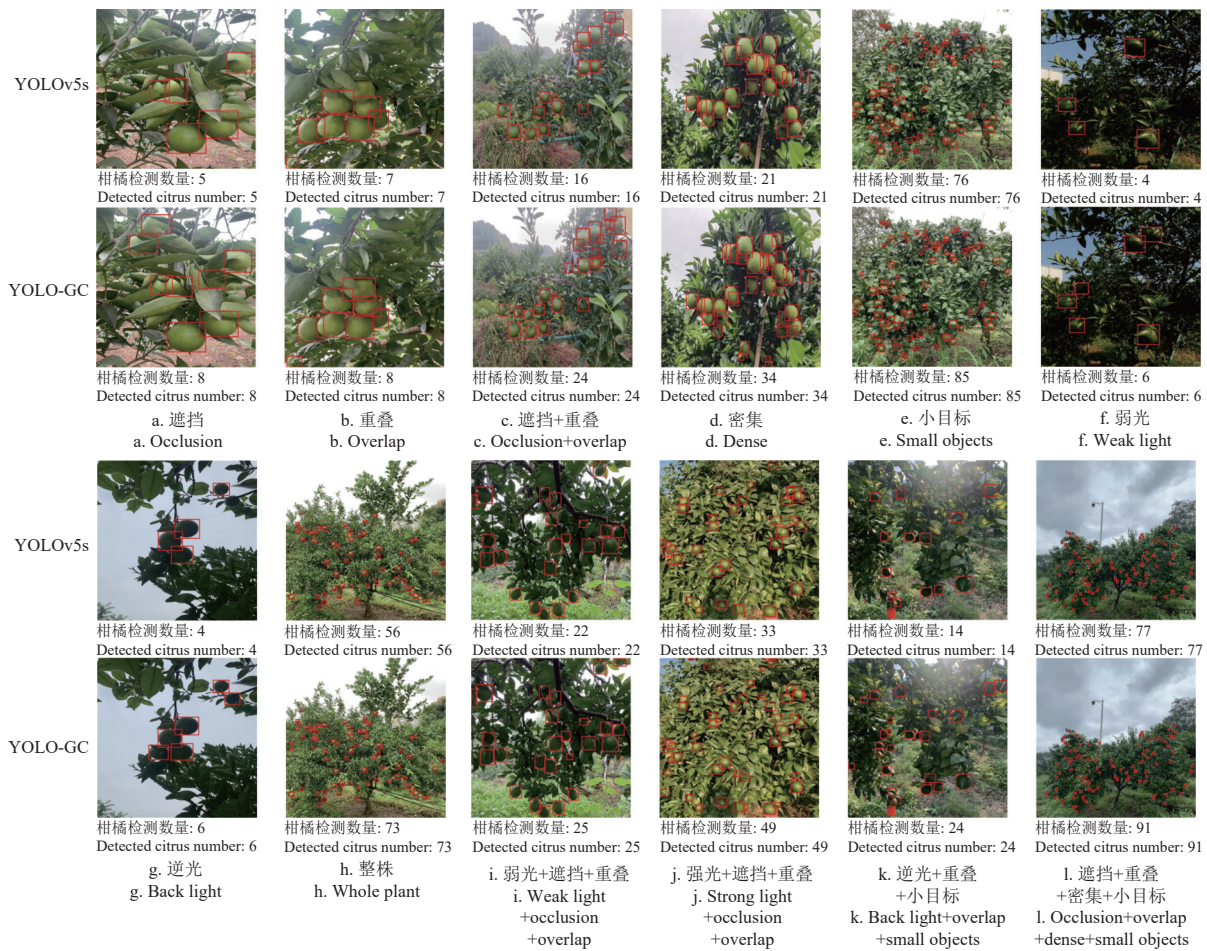 YOLOv5s
柑橘检测数量: 5
Detected citrus number: 5
柑橘检测数量: 7
Detected citrus number: 7
柑橘检测数量: 16
Detected citrus number: 16
柑橘检测数量: 21
Detected citrus number: 21
柑橘检测数量: 76
Detected citrus number: 76
柑橘检测数量: 4
Detected citrus number: 4
YOLO-GC
柑橘检测数量: 8
Detected citrus number: 8
柑橘检测数量: 8
Detected citrus number: 8
柑橘检测数量: 24
Detected citrus number: 24
柑橘检测数量: 34
Detected citrus number: 34
柑橘检测数量: 85
Detected citrus number: 85
柑橘检测数量: 6
Detected citrus number: 6
a. 遮挡
a. Occlusion
b. 重叠
b. Overlap
c. 遮挡+重叠
c. Occlusion+overlap
d. 密集
d. Dense
e. 小目标
e. Small objects
f. 弱光
f. Weak light
YOLOv5s
柑橘检测数量: 4
Detected citrus number: 4
柑橘检测数量: 56
Detected citrus number: 56
柑橘检测数量: 22
Detected citrus number: 22
柑橘检测数量: 33
Detected citrus number: 33
柑橘检测数量: 14
Detected citrus number: 14
柑橘检测数量: 77
Detected citrus number: 77
YOLO-GC
柑橘检测数量: 6
Detected citrus number: 6
柑橘检测数量: 73
Detected citrus number: 73
柑橘检测数量: 25
Detected citrus number: 25
柑橘检测数量: 49
Detected citrus number: 49
柑橘检测数量: 24
Detected citrus number: 24
柑橘检测数量: 91
Detected citrus number: 91
g. 逆光
g. Back light
h. 整株
h. Whole plant
i. 弱光+遮挡+重叠
i. Weak light
+occlusion
+overlap
j. 强光+遮挡+重叠
j. Strong light
+occlusion
+overlap
k. 逆光+重叠
+小目标
k. Back light+overlap
+small objects
l. 遮挡+重叠
+密集+小目标
l. Occlusion+overlap
+dense+small objects